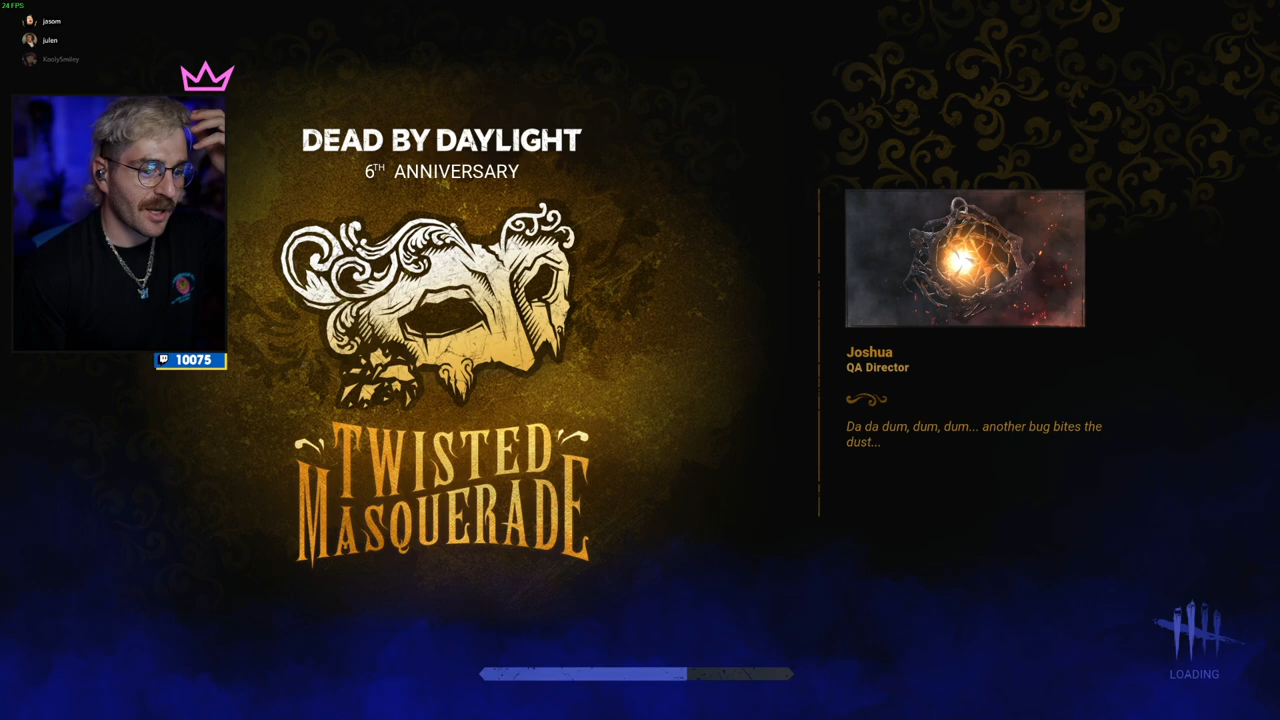 24 FPS
jasom
julen
KoolySmiley
10075
DEAD BY DAYLIGHT
6TH ANNIVERSARY
TWISTED
MASQUERADE
Joshua
QA Director
Da da dum, dum, dum... another bug bites the
dust...
LOADING